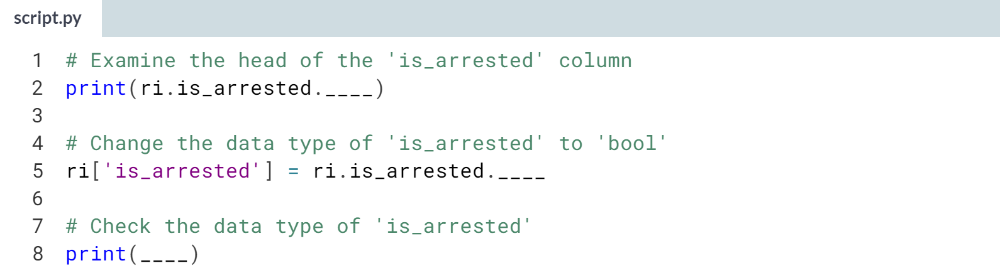 script.py
1 # Examine the head of the 'is_arrested' column
2 print(ri.is_arrested.____)
3
4 # Change the data type of 'is_arrested' to 'bool'
5 ri['is_arrested'] = ri.is_arrested.____
6
7 # Check the data type of 'is_arrested'
8 print(____)